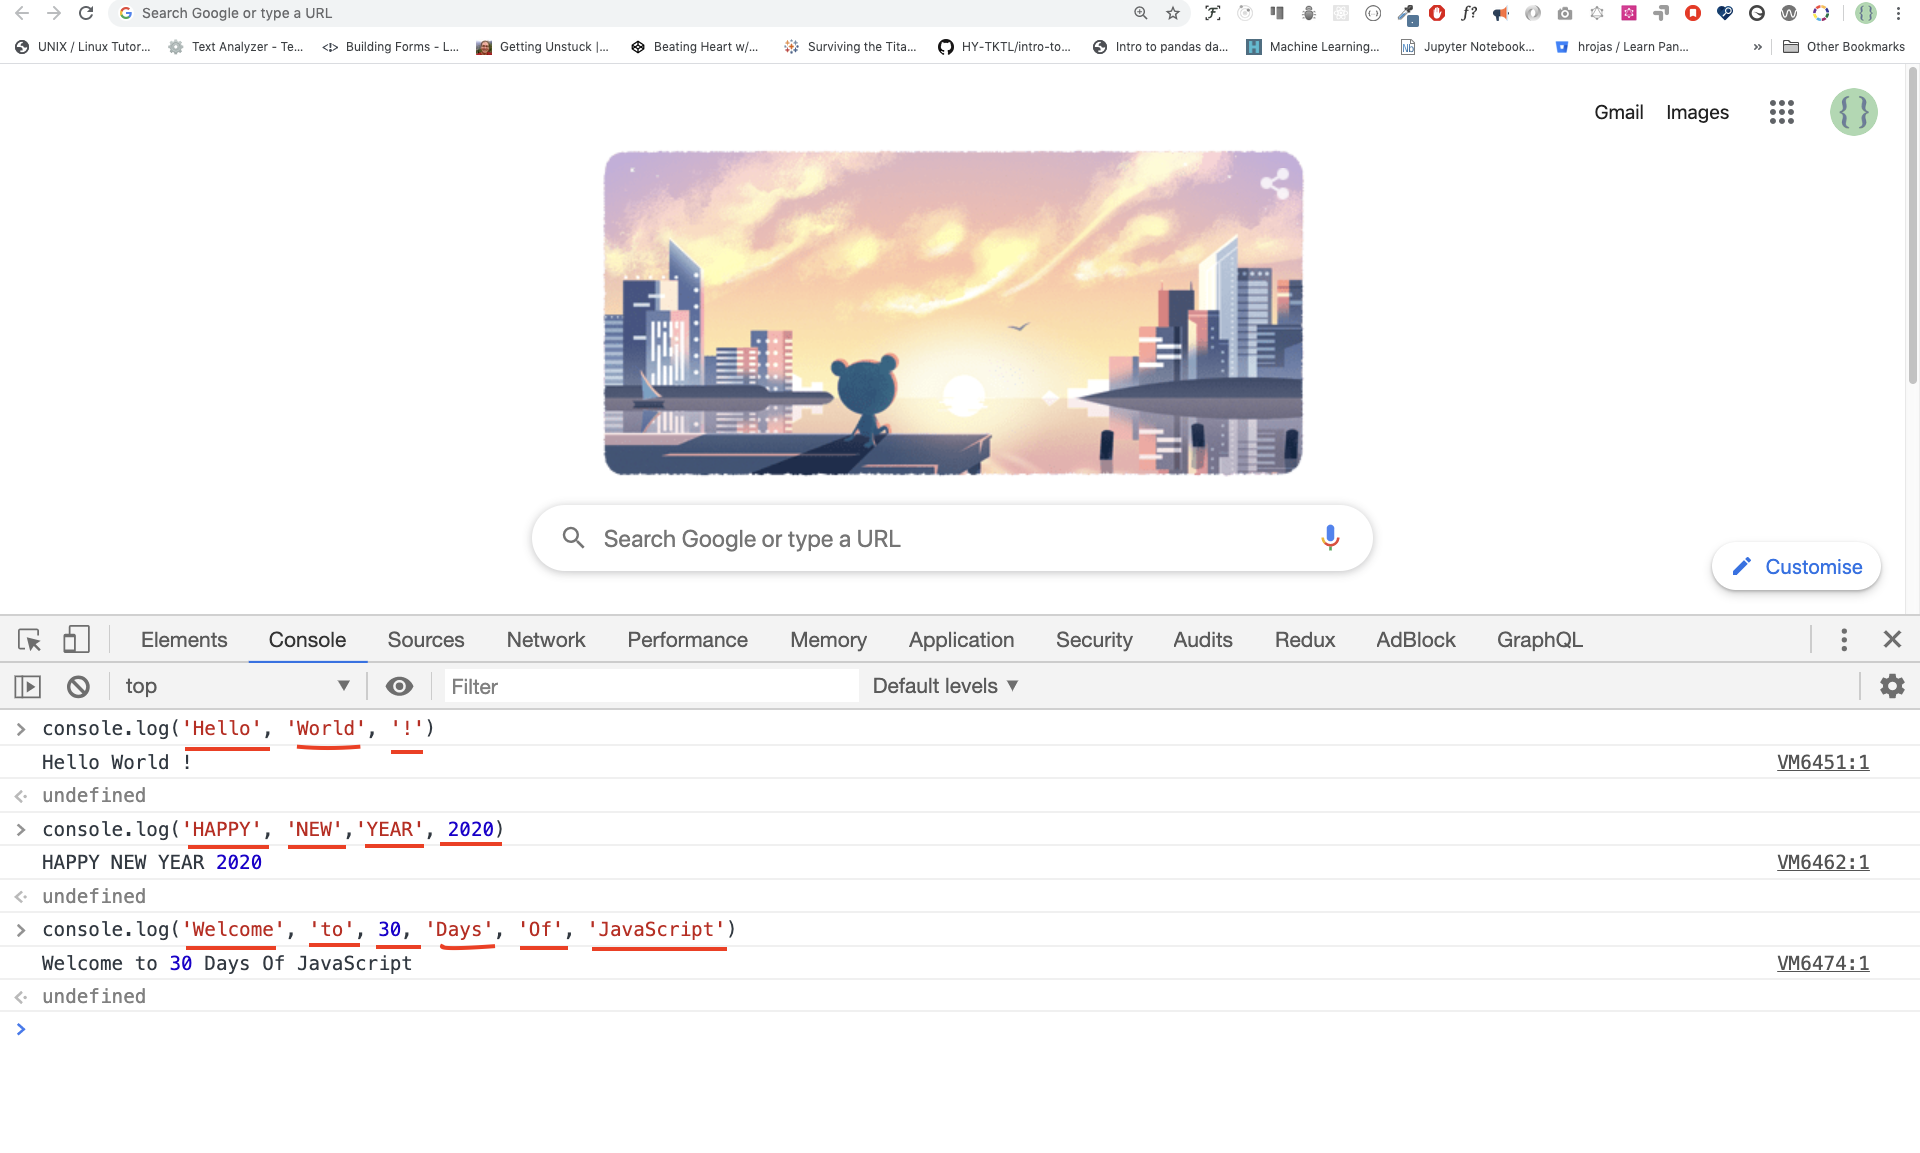 Search Google or type a URL
UNIX / Linux Tutor... Text Analyzer - Te... Building Forms - L... Getting Unstuck |... Beating Heart w/... Surviving the Tita... HY-TKTL/intro-to... Intro to pandas da... Machine Learning... Jupyter Notebook... hrojas / Learn Pan... » Other Bookmarks
Gmail Images
Search Google or type a URL
Customise
Elements Console Sources Network Performance Memory Application Security Audits Redux AdBlock GraphQL
top Filter Default levels
> console.log('Hello', 'World', '!')
Hello World ! VM6451:1
undefined
> console.log('HAPPY', 'NEW','YEAR', 2020)
HAPPY NEW YEAR 2020 VM6462:1
undefined
> console.log('Welcome', 'to', 30, 'Days', 'Of', 'JavaScript')
Welcome to 30 Days Of JavaScript VM6474:1
undefined
>